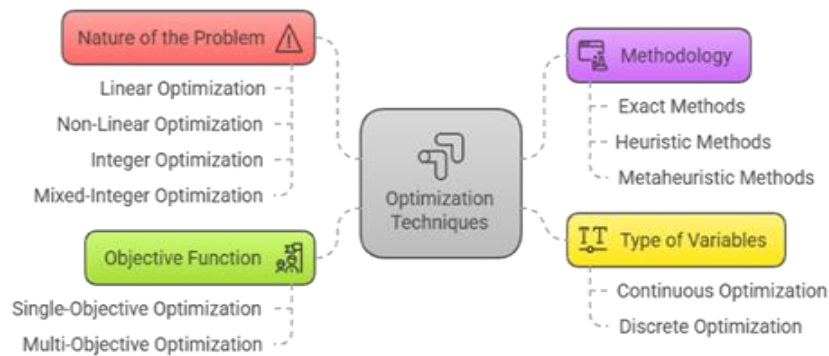 Nature of the Problem
Linear Optimization
Non-Linear Optimization
Integer Optimization
Mixed-Integer Optimization
Objective Function
Single-Objective Optimization
Multi-Objective Optimization
Optimization
Techniques
Methodology
Exact Methods
Heuristic Methods
Metaheuristic Methods
Type of Variables
Continuous Optimization
Discrete Optimization